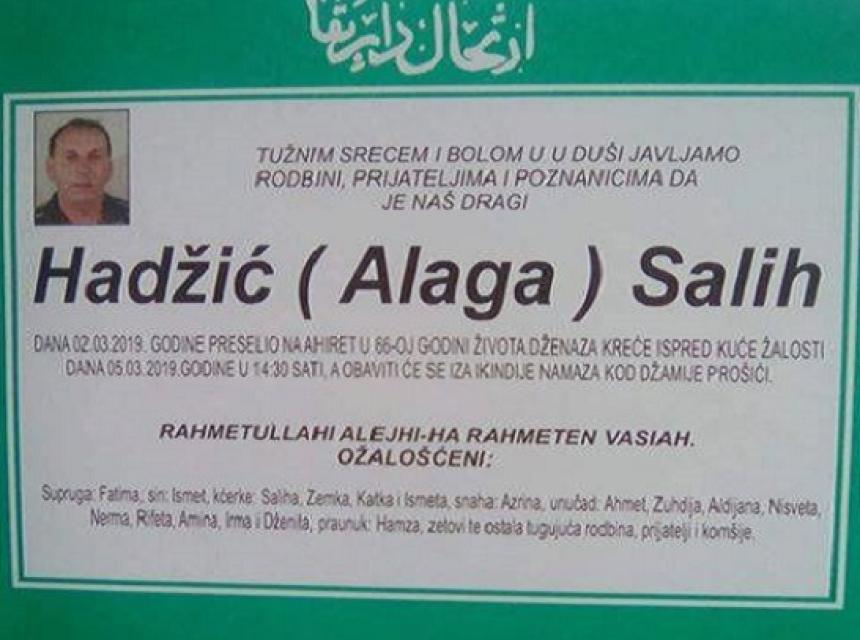 TUŽNIM SRECEM I BOLOM U U DUŠI JAVLJAMO
RODBINI, PRIJATELJIMA I POZNANICIMA DA
JE NAŠ DRAGI
Hadžić ( Alaga ) Salih
DANA 02.03.2019. GODINE PRESELIO NA AHIRET U 66-OJ GODINI ŽIVOTA.DŽENAZA KREĆE ISPRED KUĆE ŽALOSTI
DANA 05.03.2019.GODINE U 14:30 SATI, A OBAVITI ĆE SE IZA IKINDIJE NAMAZA KOD DŽAMIJE PROŠIĆI.
RAHMETULLAHI ALEJHI-HA RAHMETEN VASIAH.
OŽALOŠĆENI:
Supruga: Fatima, sin: Ismet, kćerke: Saliha, Zemka, Katka i Ismeta, snaha: Azrina, unučad: Ahmet, Zuhdija, Aldijana, Nisveta,
Nerma, Rifeta, Amina, Irma i Dženita, praunuk: Hamza, zetovi te ostala tugujuća rodbina, prijatelji i komšije.